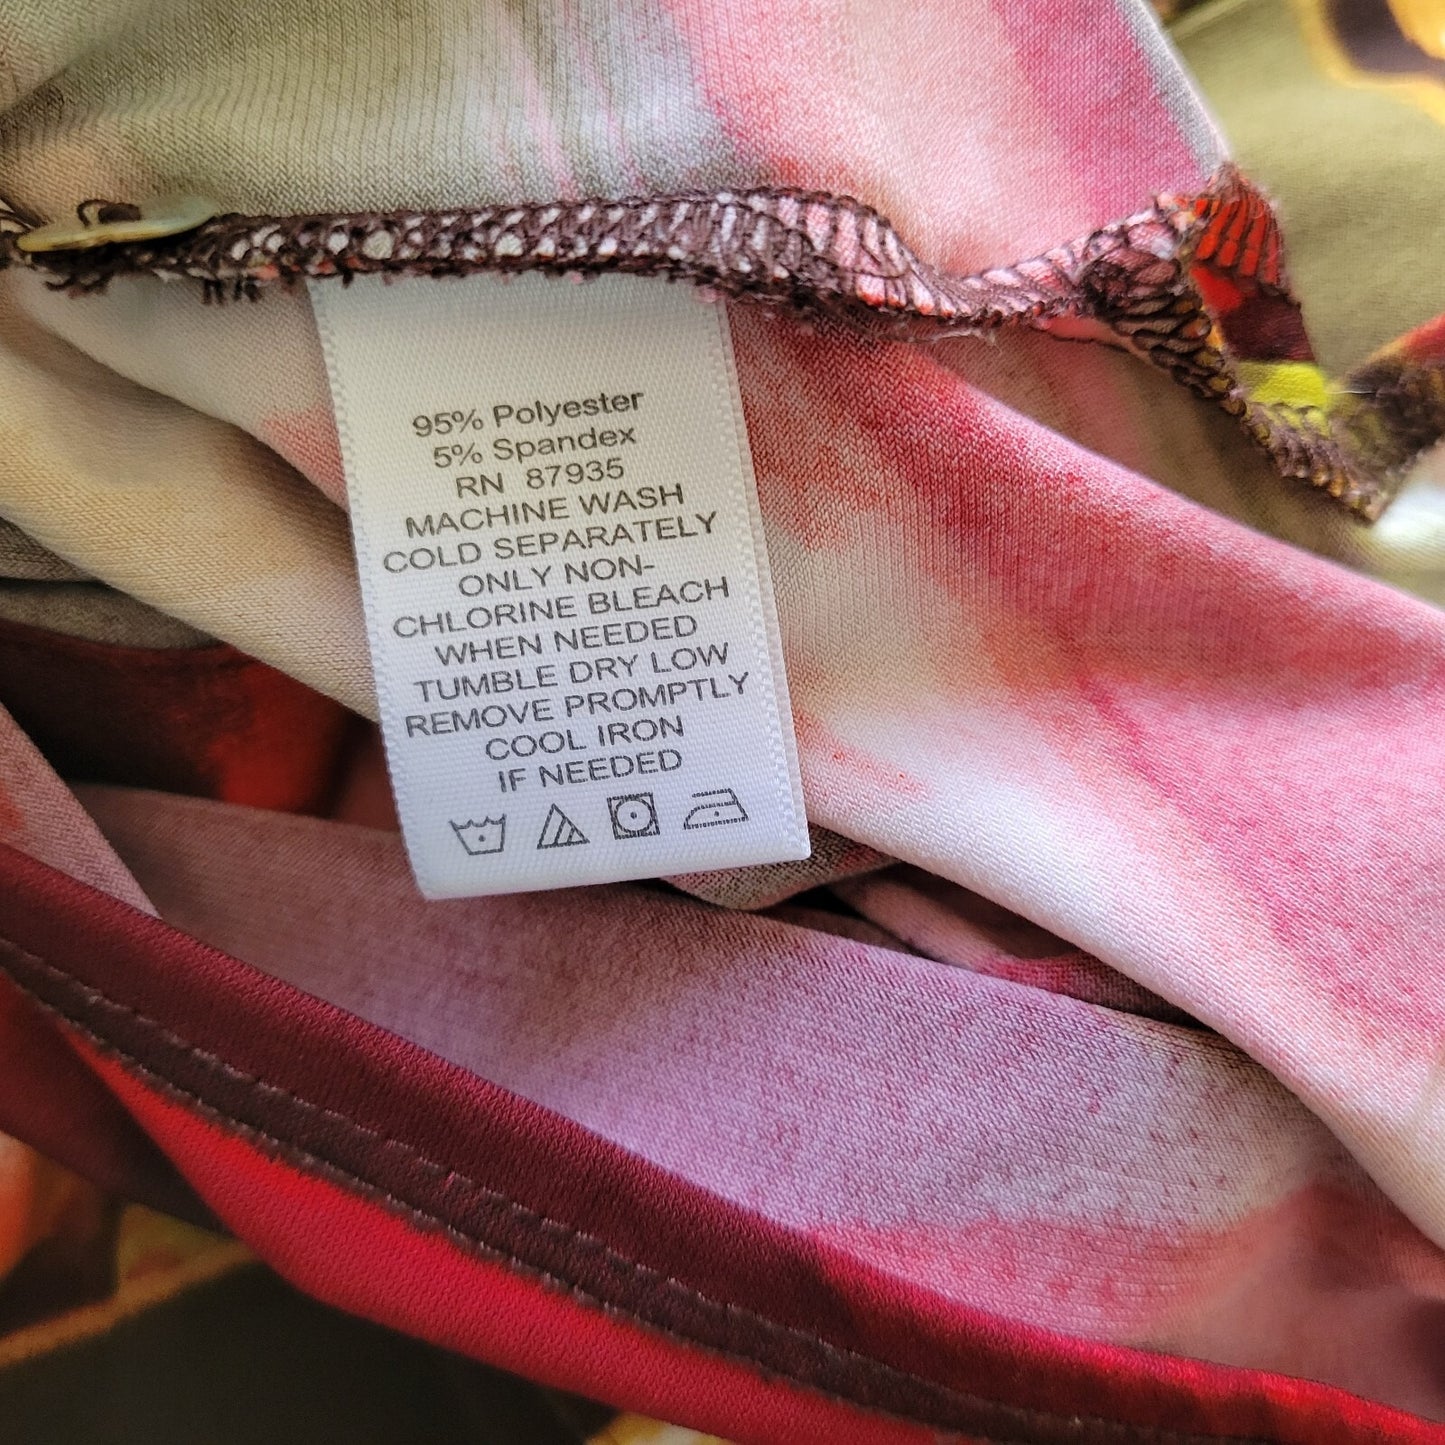 95% Polyester
5% Spandex
RN 87935
MACHINE WASH
COLD SEPARATELY
ONLY NON-
CHLORINE BLEACH
WHEN NEEDED
TUMBLE DRY LOW
REMOVE PROMPTLY
COOL IRON
IF NEEDED